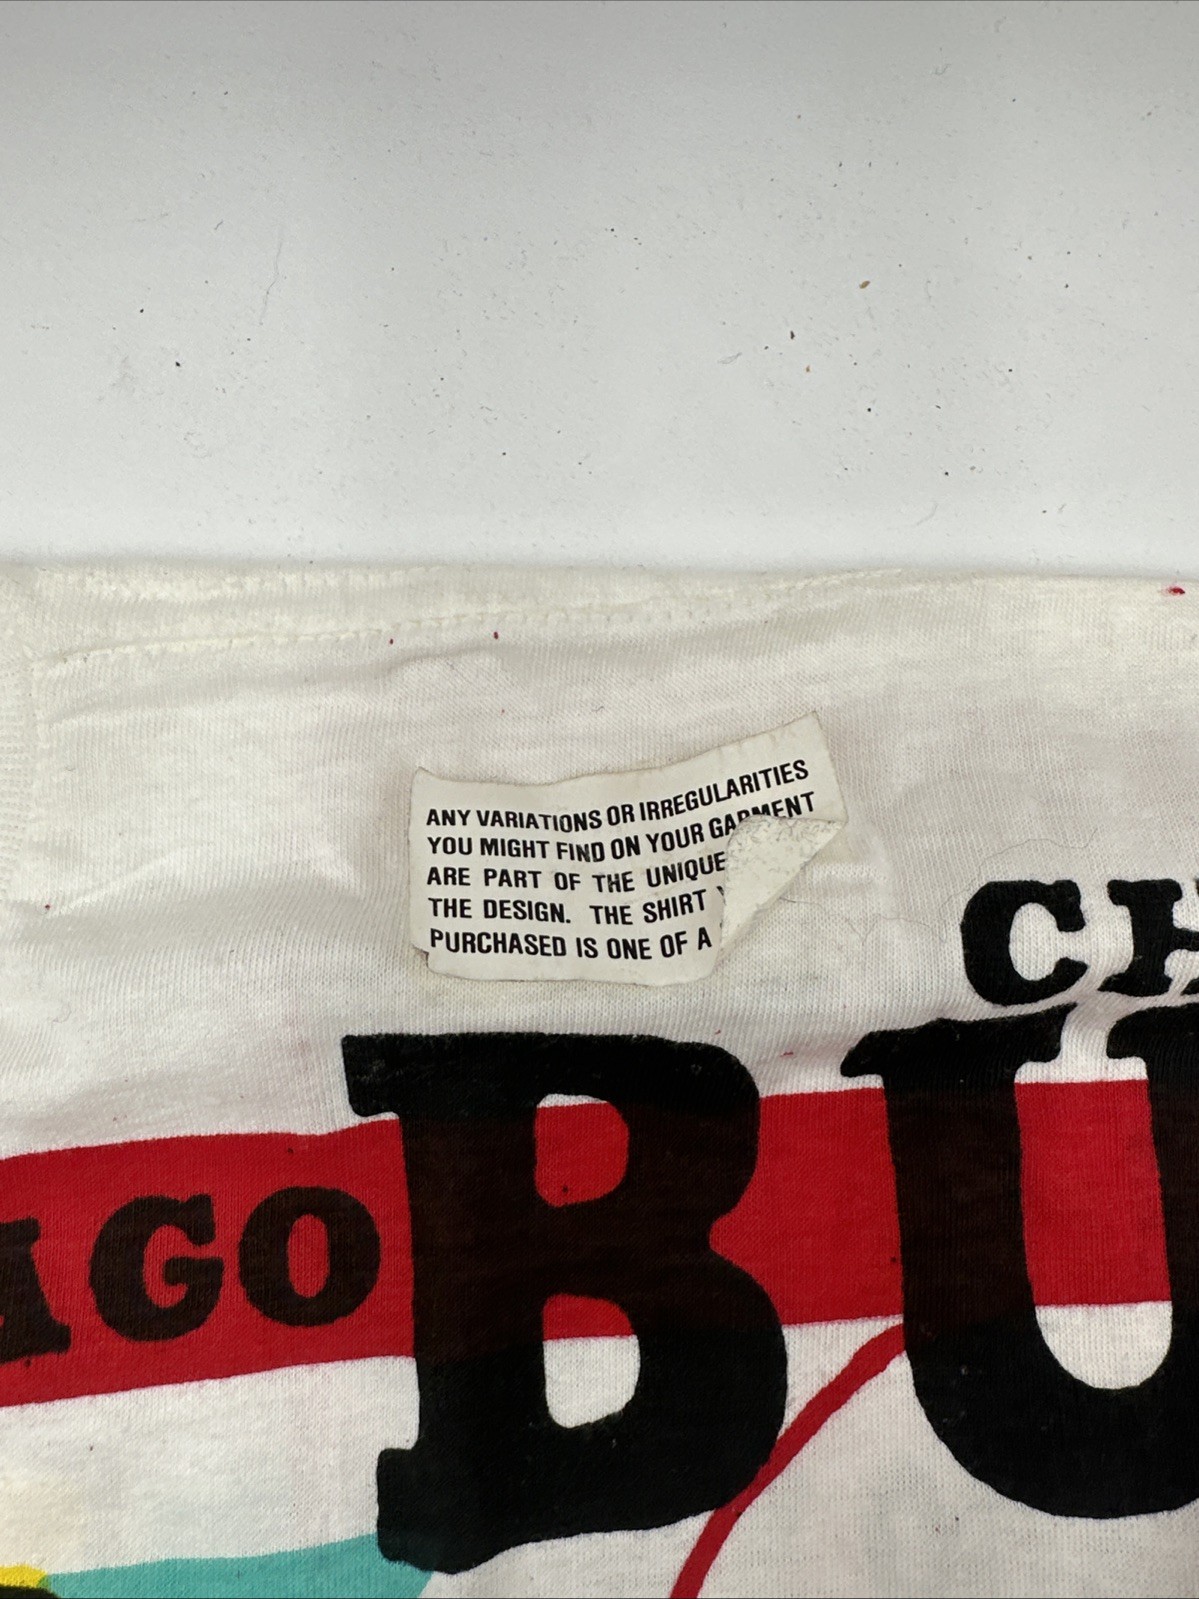 ANY VARIATIONS OR IRREGULARITIES
YOU MIGHT FIND ON YOUR GARMENT
ARE PART OF THE UNIQUE
THE DESIGN. THE SHIRT
PURCHASED IS ONE OF A
CH
BU
AGO